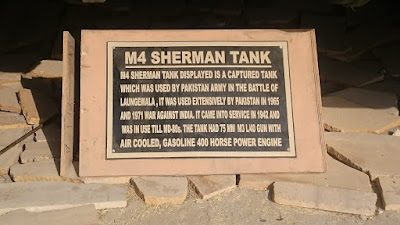 M4 SHERMAN TANK
M4 SHERMAN TANK DISPLAYED IS A CAPTURED TANK
WHICH WAS USED BY PAKISTAN ARMY IN THE BATTLE OF
LAUNGEWALA , IT WAS USED EXTENSIVELY BY PAKISTAN IN 1965
AND 1971 WAR AGAINST INDIA. IT CAME INTO SERVICE IN 1942 AND
WAS IN USE TILL MID-80s. THE TANK HAD 75 MM M3 L40 GUN WITH
AIR COOLED, GASOLINE 400 HORSE POWER ENGINE